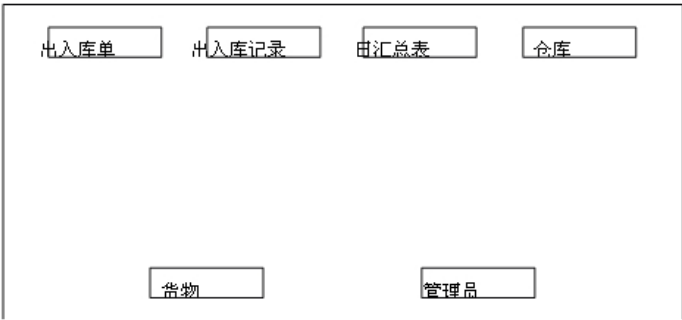 出入库单
出入库记录
日汇总表
仓库
货物
管理员